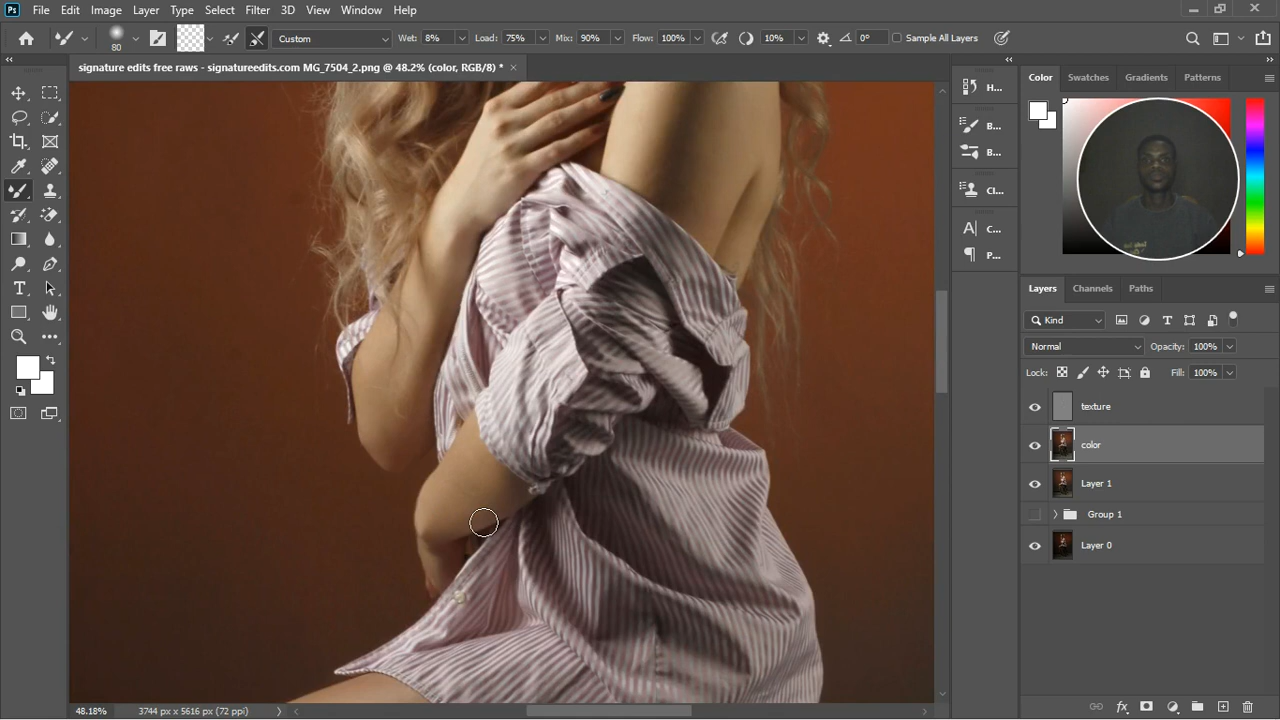 Ps File Edit Image Layer Type Select Filter 3D View Window Help
80 Custom Wet: 8% Load: 75% Mix: 90% Flow: 100% 10% 0° Sample All Layers
signature edits free raws - signatureedits.com MG_7504_2.png @ 48.2% (color, RGB/8) *
H...
B...
B...
Cl...
C...
P...
Color Swatches Gradients Patterns
Layers Channels Paths
Kind
Normal Opacity: 100%
Lock: Fill: 100%
texture
color
Layer 1
Group 1
Layer 0
48.18% 3744 px x 5616 px (72 ppi)